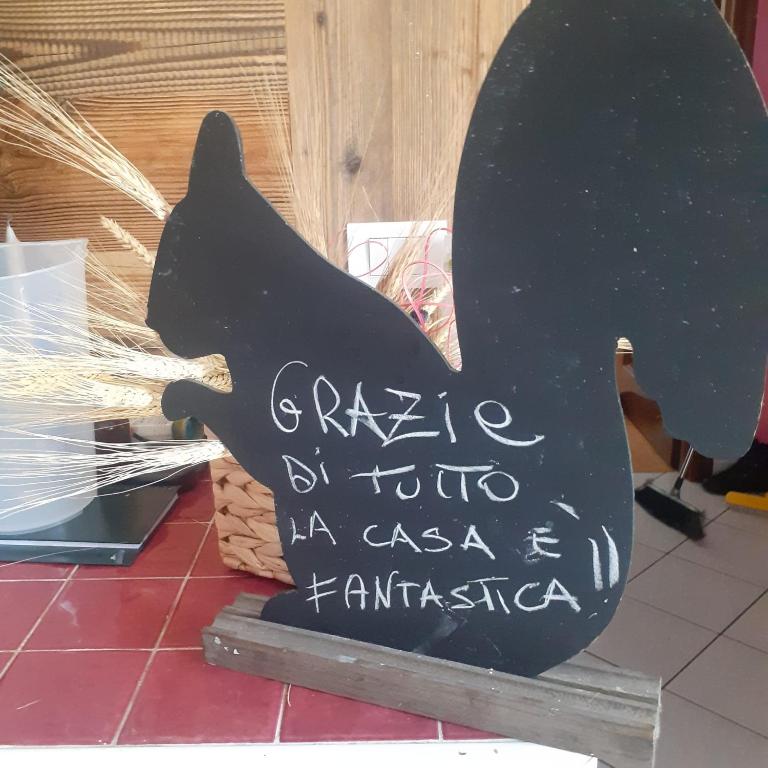 GRAZIE
Di TUTTO
LA CASA È
FANTASTICA!!